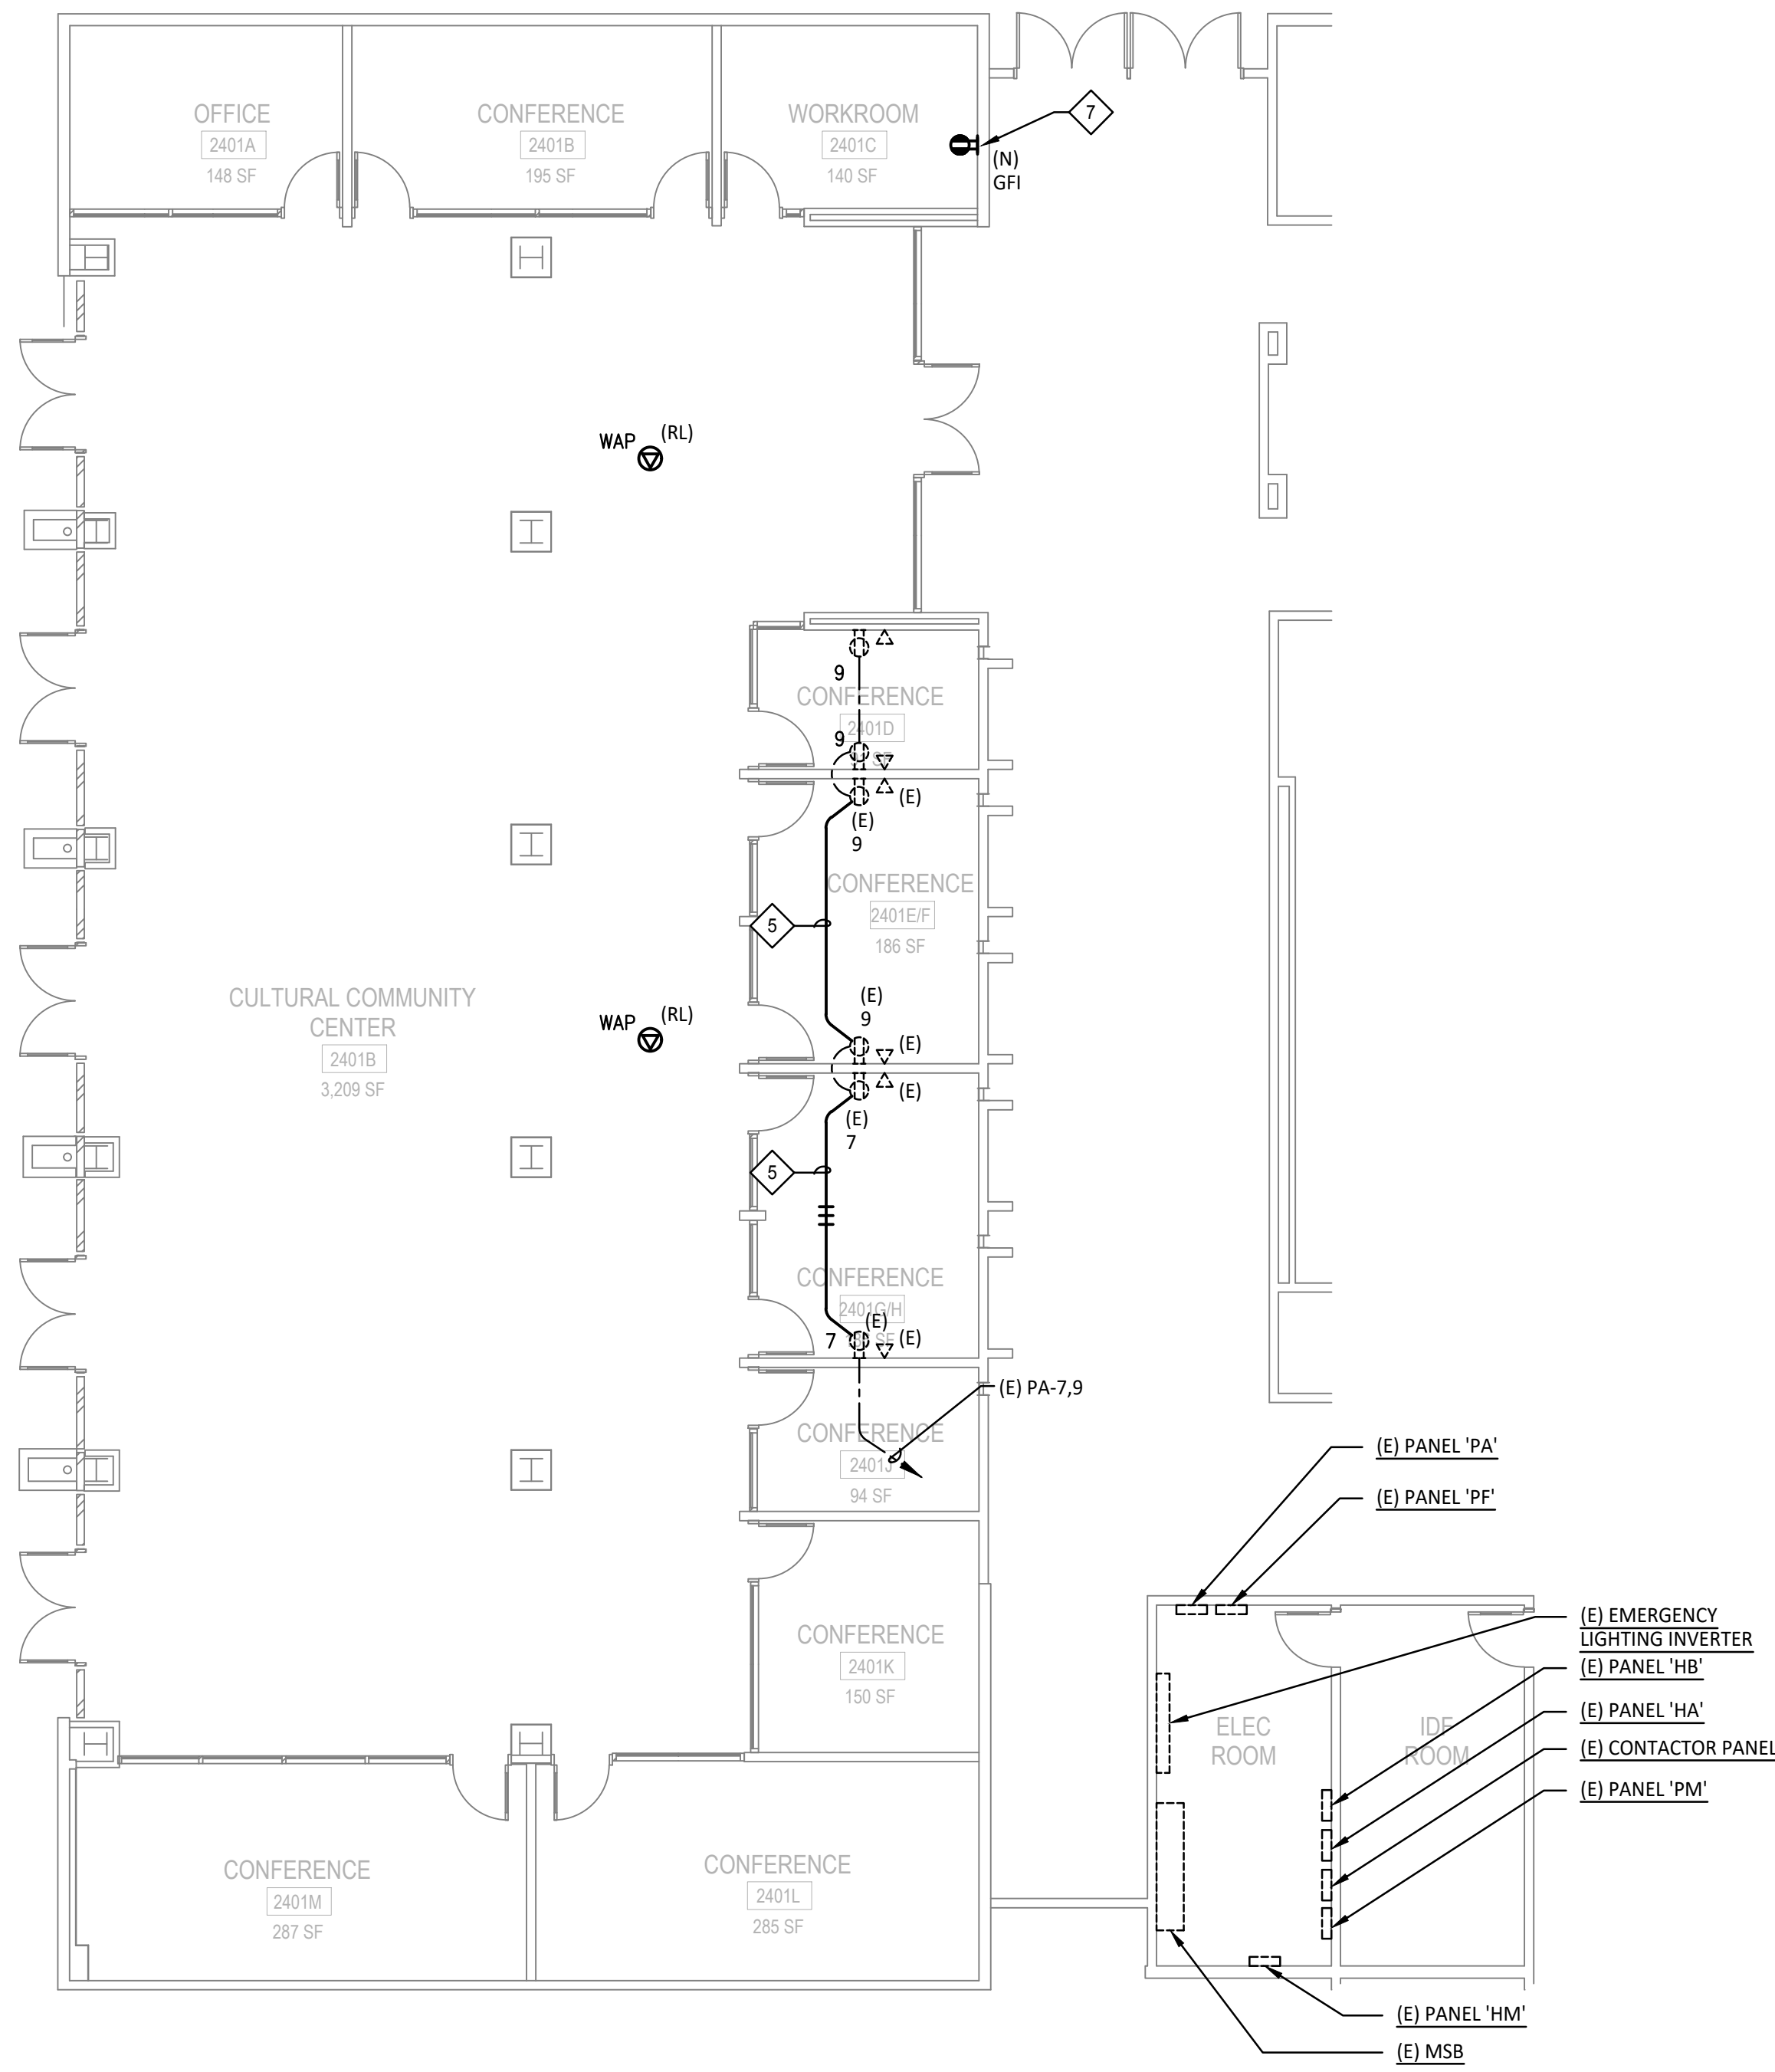 OFFICE
2401A
148 SF
CONFERENCE
2401B
195 SF
WORKROOM
2401C
140 SF
7
(N)
GFI
WAP
(RL)
9
CONFERENCE
2401D
SF
9
(E)
(E)
9
CONFERENCE
2401E/F
186 SF
5
(E)
9
(E)
WAP
(RL)
CULTURAL COMMUNITY
CENTER
2401B
3,209 SF
(E)
(E)
7
5
CONFERENCE
2401G/H
SF
(E)
7
(E)
(E) PA-7,9
CONFERENCE
2401J
94 SF
(E) PANEL 'PA'
(E) PANEL 'PF'
CONFERENCE
2401K
150 SF
(E) EMERGENCY
LIGHTING INVERTER
(E) PANEL 'HB'
(E) PANEL 'HA'
(E) CONTACTOR PANEL
(E) PANEL 'PM'
ELEC
ROOM
IDF
ROOM
CONFERENCE
2401M
287 SF
CONFERENCE
2401L
285 SF
(E) PANEL 'HM'
(E) MSB